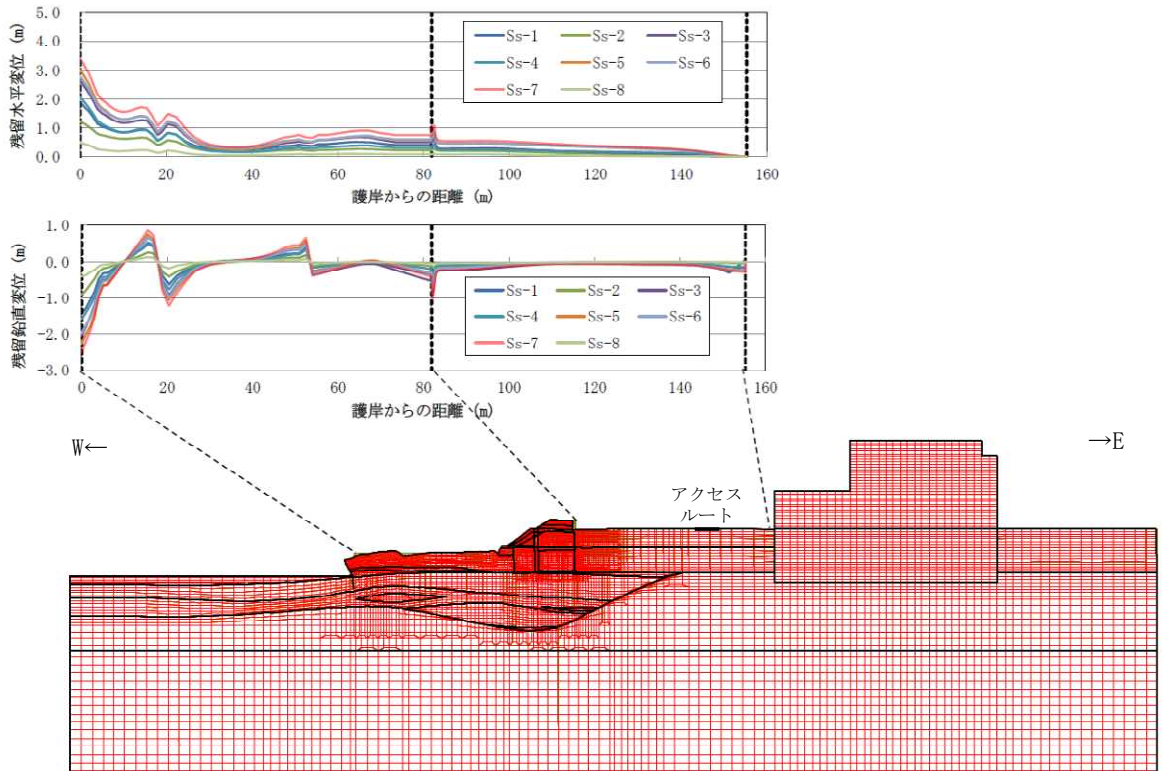 残留水平変位 (m)
5.0
4.0
3.0
2.0
1.0
0.0
Ss-1 Ss-2 Ss-3
Ss-4 Ss-5 Ss-6
Ss-7 Ss-8
0 20 40 60 80 100 120 140 160
護岸からの距離 (m)
残留鉛直変位 (m)
1.0
0.0
-1.0
-2.0
-3.0
Ss-1 Ss-2 Ss-3
Ss-4 Ss-5 Ss-6
Ss-7 Ss-8
0 20 40 60 80 100 120 140 160
護岸からの距離 (m)
W←
→E
アクセス
ルート